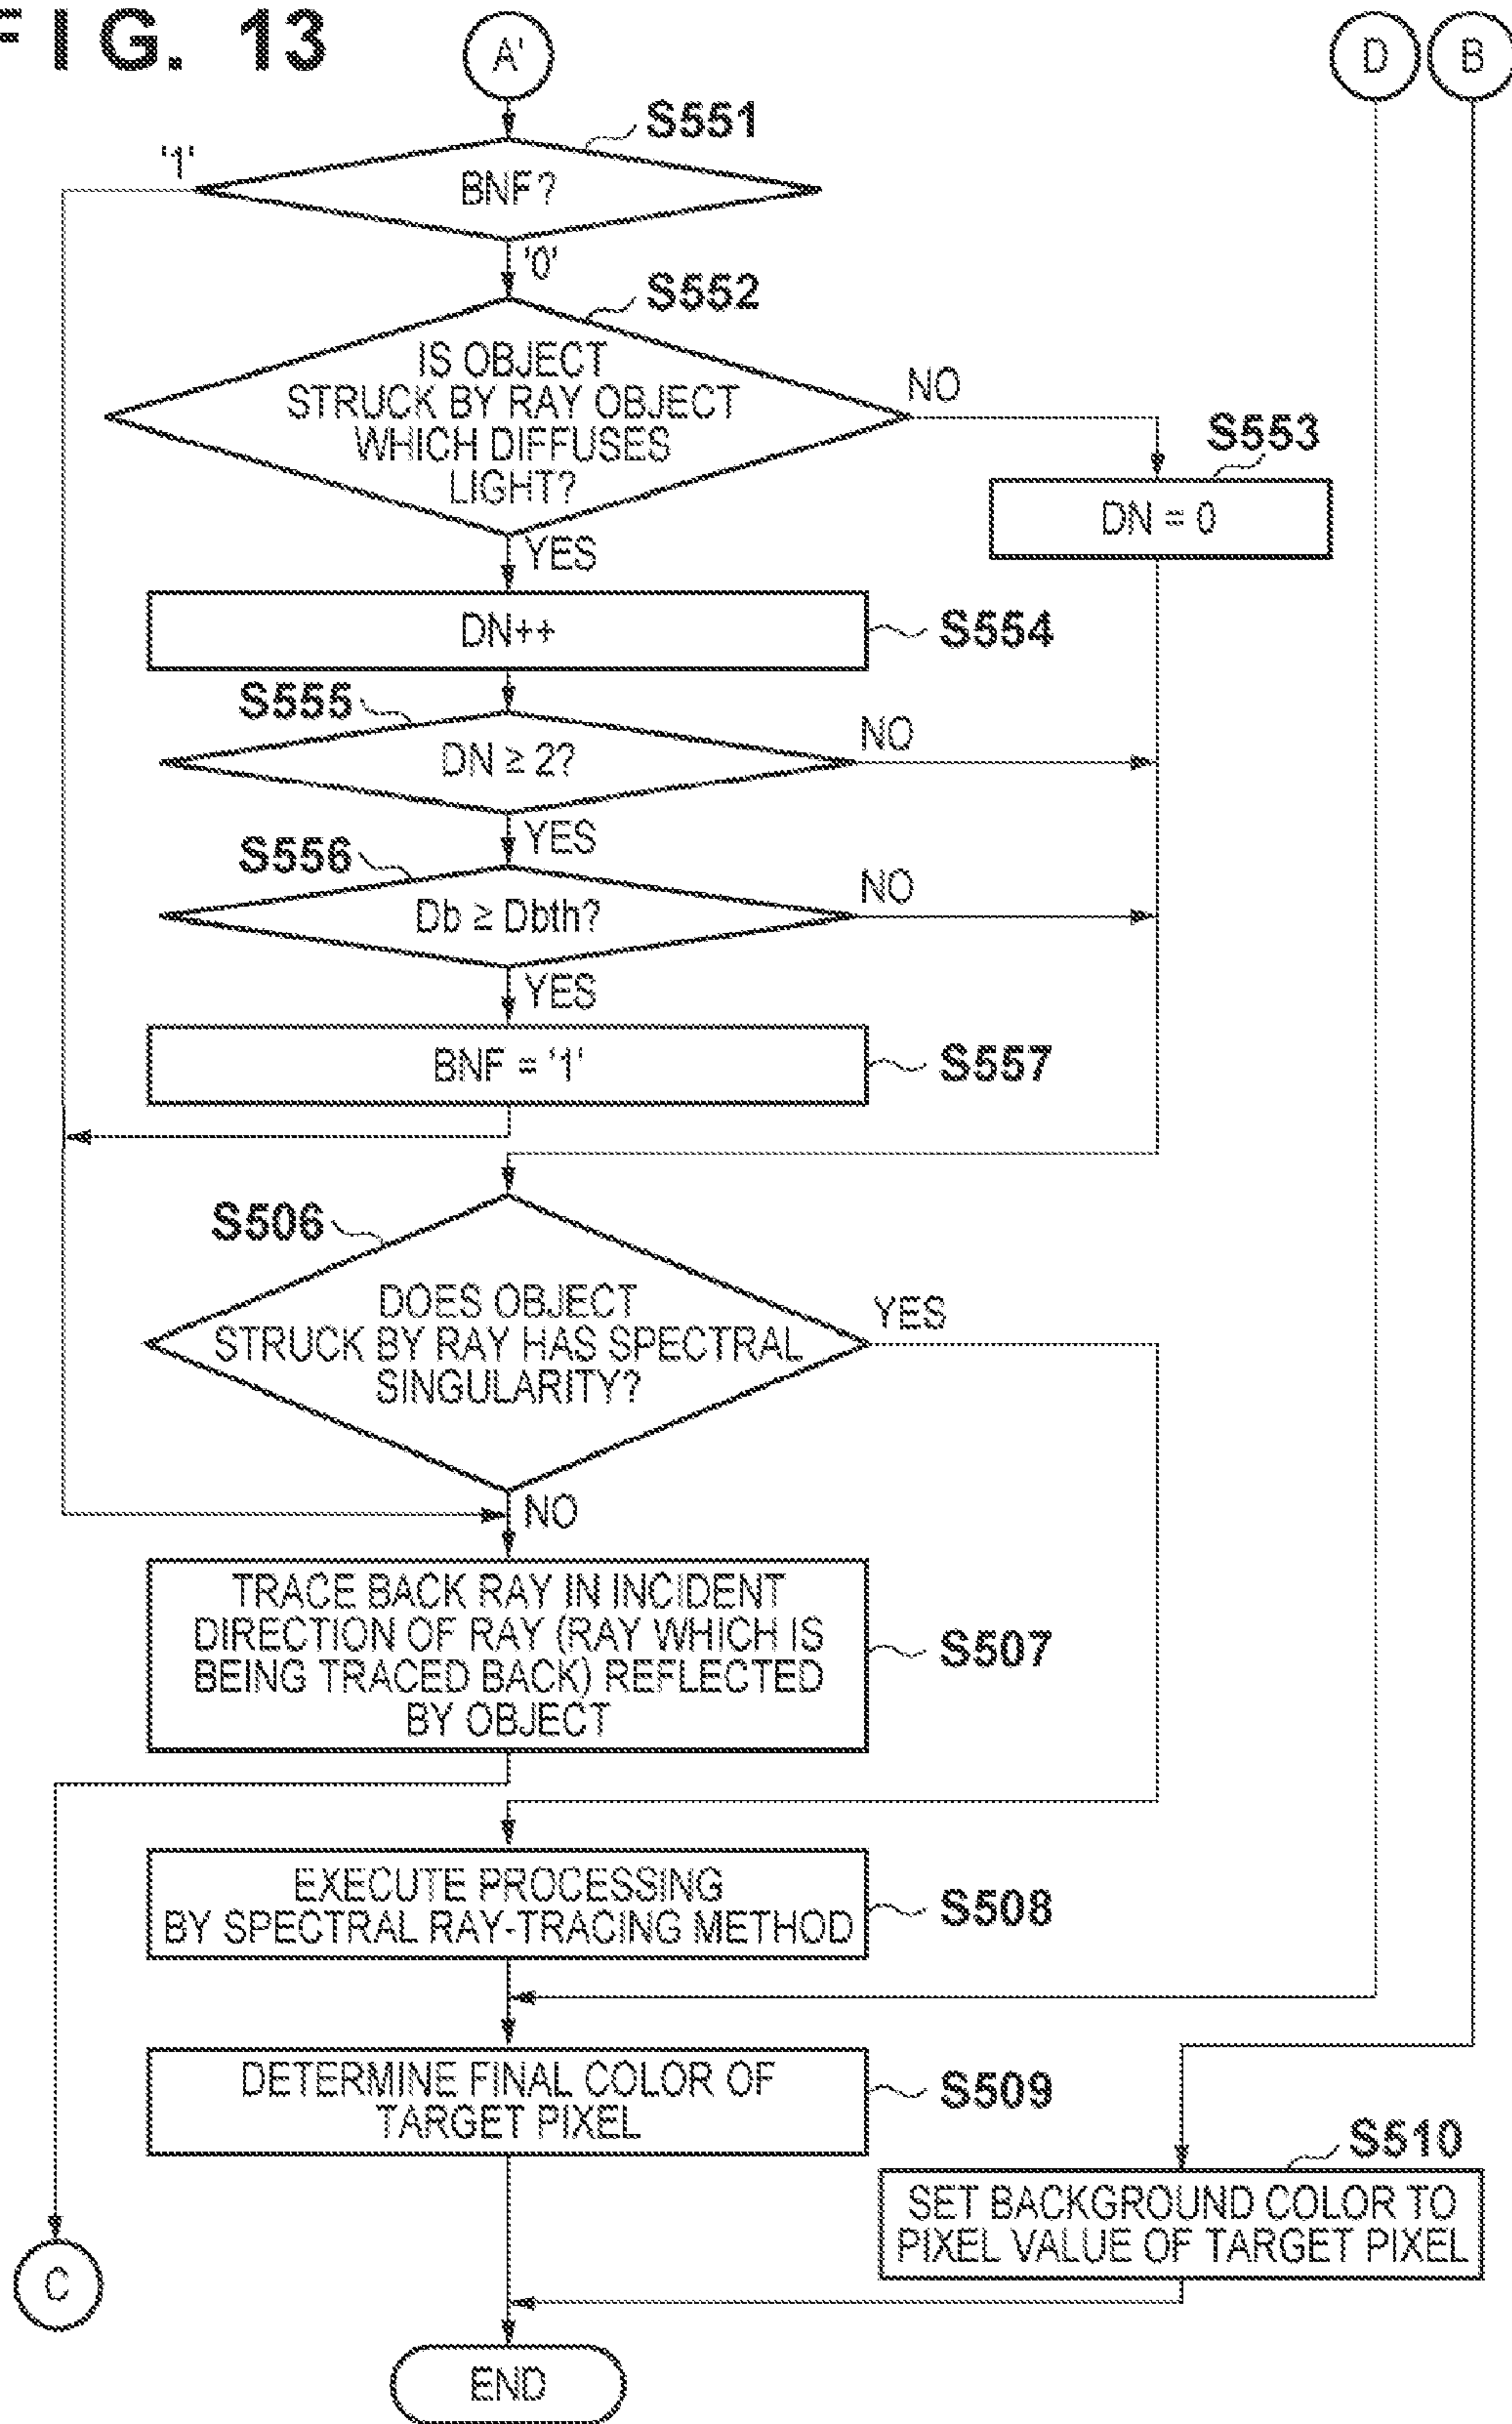 FIG. 13
A'
D
B
S551
'1'
BNF?
'0'
S552
IS OBJECT
STRUCK BY RAY OBJECT
WHICH DIFFUSES
LIGHT?
NO
S553
DN = 0
YES
DN++
S554
S555
DN ≥ 2?
NO
YES
S556
Db ≥ Dbth?
NO
YES
BNF = '1'
S557
S506
DOES OBJECT
STRUCK BY RAY HAS SPECTRAL
SINGULARITY?
YES
NO
TRACE BACK RAY IN INCIDENT
DIRECTION OF RAY (RAY WHICH IS
BEING TRACED BACK) REFLECTED
BY OBJECT
S507
EXECUTE PROCESSING
BY SPECTRAL RAY-TRACING METHOD
S508
DETERMINE FINAL COLOR OF
TARGET PIXEL
S509
S510
SET BACKGROUND COLOR TO
PIXEL VALUE OF TARGET PIXEL
C
END